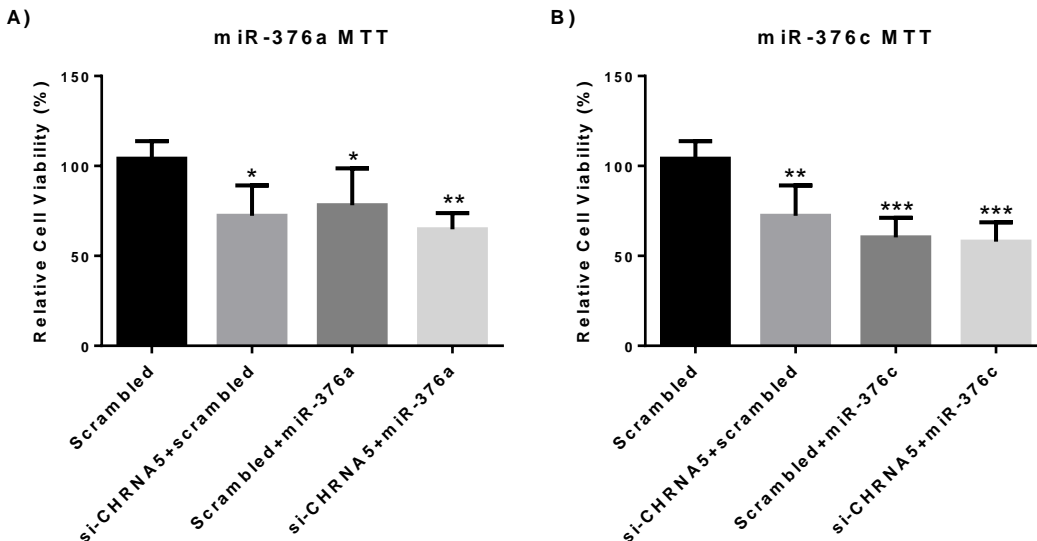 A)
miR-376a MTT
Relative Cell Viability (%)
150
100
50
0
*
*
**
Scrambled
si-CHRNA5+scrambled
Scrambled+miR-376a
si-CHRNA5+miR-376a
B)
miR-376c MTT
Relative Cell Viability (%)
150
100
50
0
**
***
***
Scrambled
si-CHRNA5+scrambled
Scrambled+miR-376c
si-CHRNA5+miR-376c